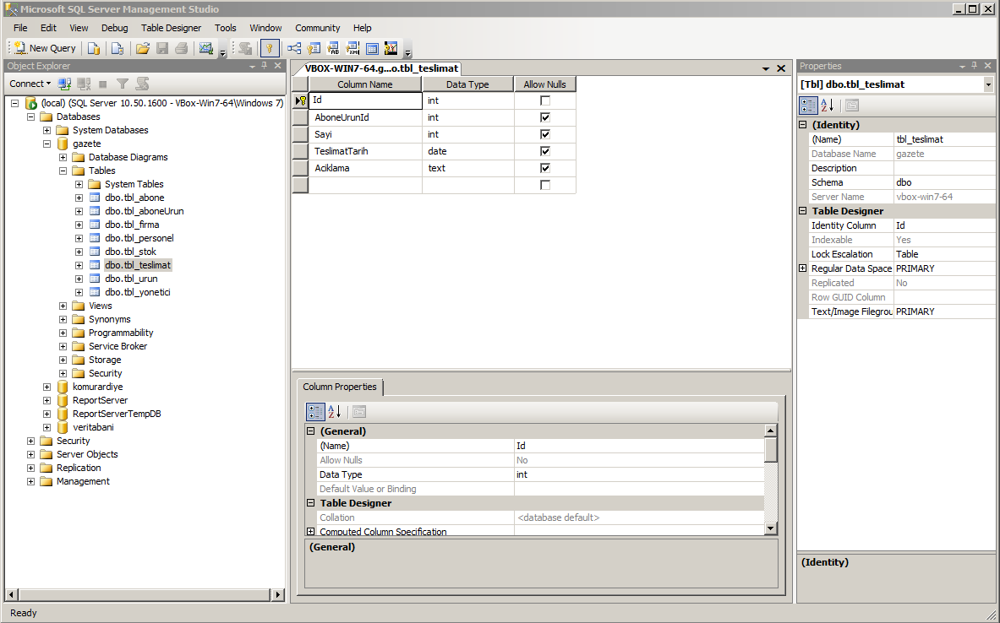 Microsoft SQL Server Management Studio
File Edit View Debug Table Designer Tools Window Community Help
New Query
Object Explorer
Connect
(local) (SQL Server 10.50.1600 - VBox-Win7-64\Windows 7)
Databases
System Databases
gazete
Database Diagrams
Tables
System Tables
dbo.tbl_abone
dbo.tbl_aboneUrun
dbo.tbl_firma
dbo.tbl_personel
dbo.tbl_stok
dbo.tbl_teslimat
dbo.tbl_urun
dbo.tbl_yonetici
Views
Synonyms
Programmability
Service Broker
Storage
Security
komurardiye
ReportServer
ReportServerTempDB
veritabani
Security
Server Objects
Replication
Management
VBOX-WIN7-64.g...o.tbl_teslimat
Column Name Data Type Allow Nulls
Id int
AboneUrunId int
Sayi int
TeslimatTarih date
Aciklama text
Column Properties
(General)
(Name) Id
Allow Nulls No
Data Type int
Default Value or Binding
Table Designer
Collation <database default>
Computed Column Specification
(General)
Properties
[Tbl] dbo.tbl_teslimat
(Identity)
(Name) tbl_teslimat
Database Name gazete
Description
Schema dbo
Server Name vbox-win7-64
Table Designer
Identity Column Id
Indexable Yes
Lock Escalation Table
Regular Data Space PRIMARY
Replicated No
Row GUID Column
Text/Image Filegrou PRIMARY
(Identity)
Ready